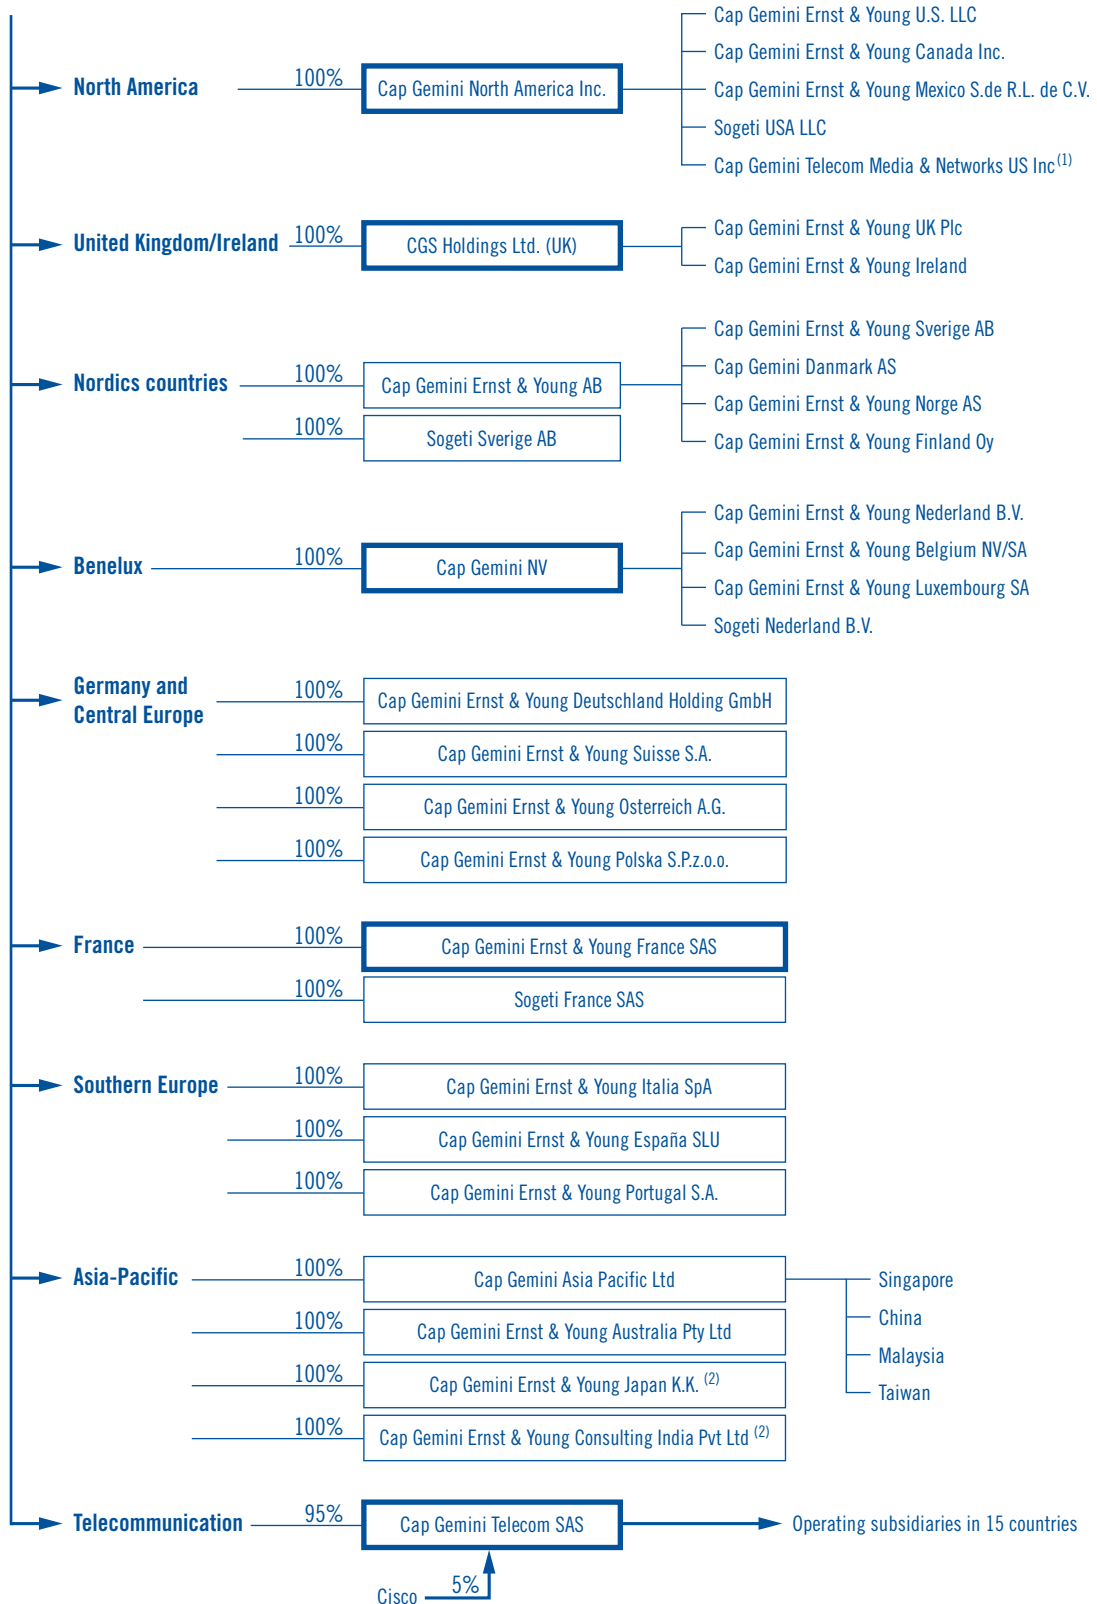 Cap Gemini Ernst & Young U.S. LLC
Cap Gemini Ernst & Young Canada Inc.
North America 100% Cap Gemini North America Inc. Cap Gemini Ernst & Young Mexico S.de R.L. de C.V.
Sogeti USA LLC
Cap Gemini Telecom Media & Networks US Inc (1)
United Kingdom/Ireland 100% CGS Holdings Ltd. (UK)
Cap Gemini Ernst & Young UK Plc
Cap Gemini Ernst & Young Ireland
Nordics countries 100% Cap Gemini Ernst & Young AB
100% Sogeti Sverige AB
Cap Gemini Ernst & Young Sverige AB
Cap Gemini Danmark AS
Cap Gemini Ernst & Young Norge AS
Cap Gemini Ernst & Young Finland Oy
Benelux 100% Cap Gemini NV
Cap Gemini Ernst & Young Nederland B.V.
Cap Gemini Ernst & Young Belgium NV/SA
Cap Gemini Ernst & Young Luxembourg SA
Sogeti Nederland B.V.
Germany and
Central Europe
100% Cap Gemini Ernst & Young Deutschland Holding GmbH
100% Cap Gemini Ernst & Young Suisse S.A.
100% Cap Gemini Ernst & Young Osterreich A.G.
100% Cap Gemini Ernst & Young Polska S.P.z.o.o.
France 100% Cap Gemini Ernst & Young France SAS
100% Sogeti France SAS
Southern Europe 100% Cap Gemini Ernst & Young Italia SpA
100% Cap Gemini Ernst & Young España SLU
100% Cap Gemini Ernst & Young Portugal S.A.
Asia-Pacific 100% Cap Gemini Asia Pacific Ltd
Singapore
China
Malaysia
Taiwan
100% Cap Gemini Ernst & Young Australia Pty Ltd
100% Cap Gemini Ernst & Young Japan K.K. (2)
100% Cap Gemini Ernst & Young Consulting India Pvt Ltd (2)
Telecommunication 95% Cap Gemini Telecom SAS Operating subsidiaries in 15 countries
Cisco 5%